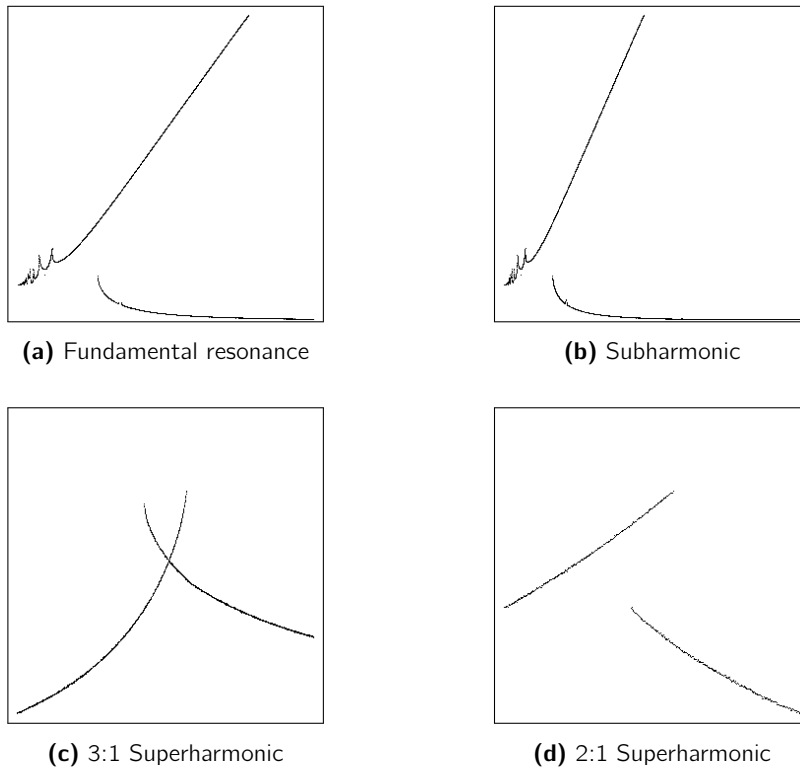 (a) Fundamental resonance
(b) Subharmonic
(c) 3:1 Superharmonic
(d) 2:1 Superharmonic